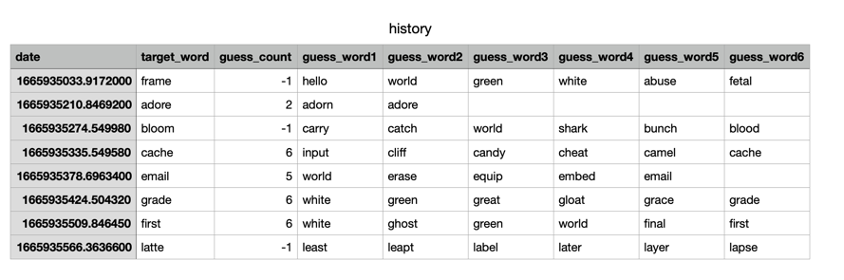 history
date target_word guess_count guess_word1 guess_word2 guess_word3 guess_word4 guess_word5 guess_word6
1665935033.9172000 frame -1 hello world green white abuse fetal
1665935210.8469200 adore 2 adorn adore
1665935274.549980 bloom -1 carry catch world shark bunch blood
1665935335.549580 cache 6 input cliff candy cheat camel cache
1665935378.6963400 email 5 world erase equip embed email
1665935424.504320 grade 6 white green great gloat grace grade
1665935509.846450 first 6 white ghost green world final first
1665935566.3636600 latte -1 least leapt label later layer lapse